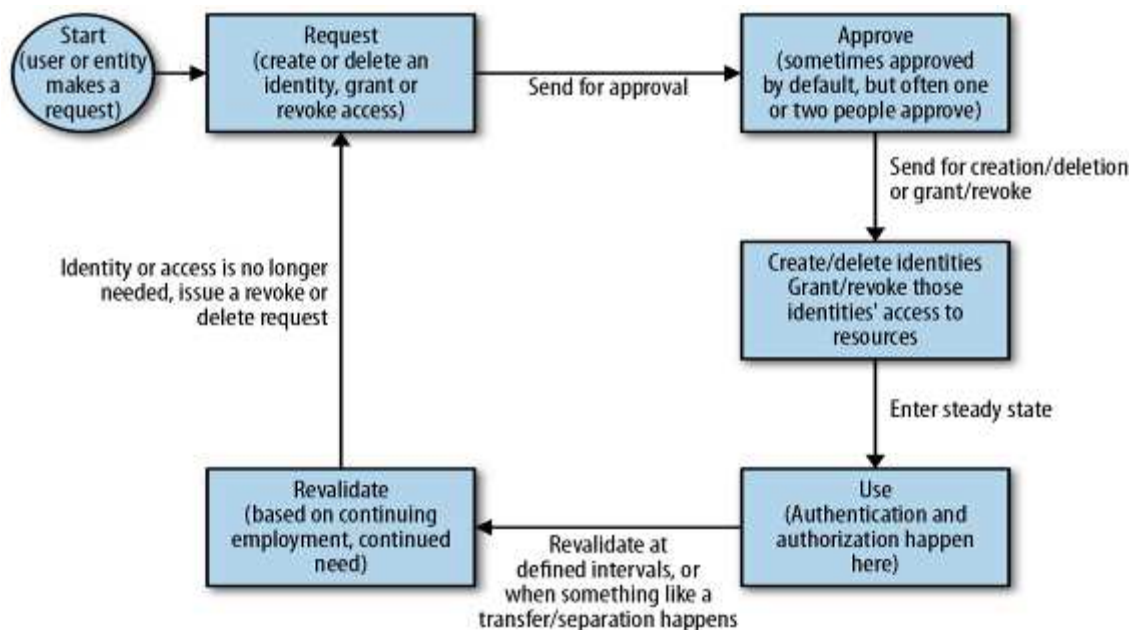 Start
(user or entity
makes a
request)
Request
(create or delete an
identity, grant or
revoke access)
Send for approval
Approve
(sometimes approved
by default, but often one
or two people approve)
Send for creation/deletion
or grant/revoke
Create/delete identities
Grant/revoke those
identities' access to
resources
Enter steady state
Use
(Authentication and
authorization happen
here)
Revalidate at
defined intervals, or
when something like a
transfer/separation happens
Revalidate
(based on continuing
employment, continued
need)
Identity or access is no longer
needed, issue a revoke or
delete request